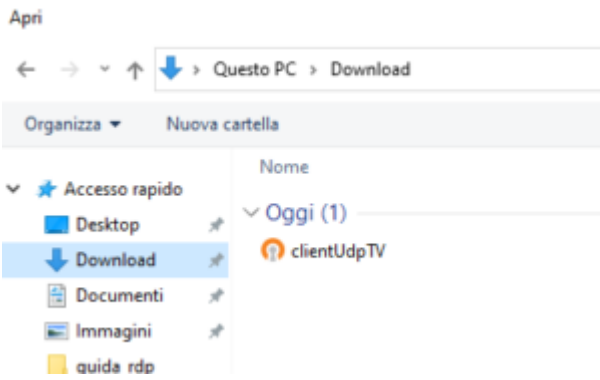 Apri
Questo PC > Download
Organizza Nuova cartella
Nome
Accesso rapido
Oggi (1)
Desktop
clientUdpTV
Download
Documenti
Immagini
guida rdp